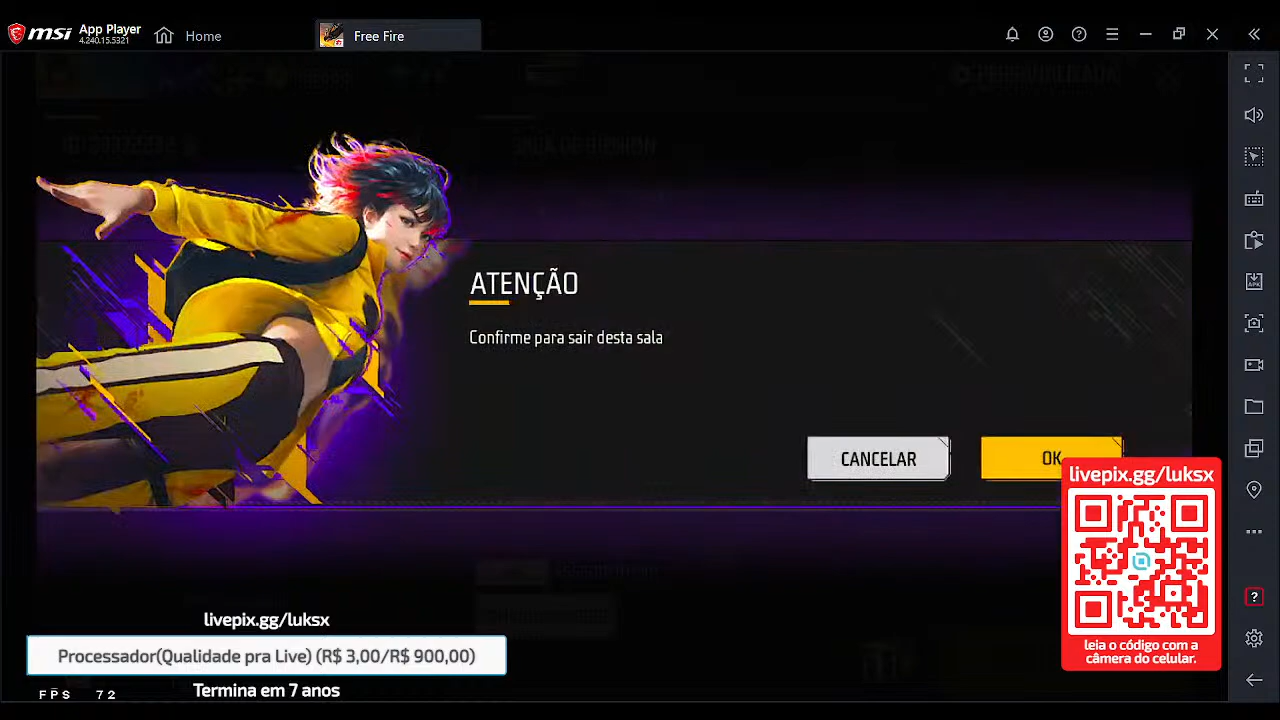 msi App Player
4.240.15.5321
Home
Free Fire
ATENÇÃO
Confirme para sair desta sala
CANCELAR
OK
livepix.gg/luksx
leia o código com a
câmera do celular.
livepix.gg/luksx
Processador(Qualidade pra Live) (R$ 3,00/R$ 900,00)
Termina em 7 anos
FPS 72